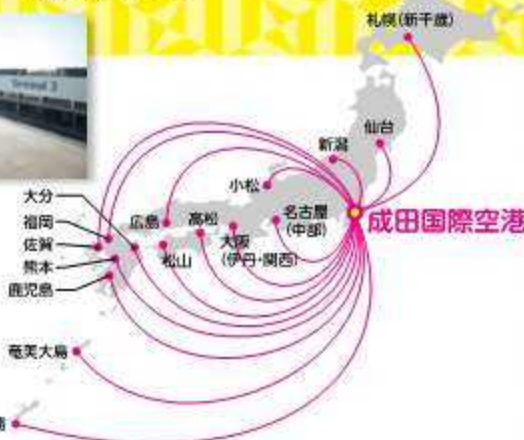 札幌(新千歳)
仙台
新潟
小松
成田国際空港
名古屋
(中部)
大阪
(伊丹・関西)
高松
広島
松山
大分
福岡
佐賀
熊本
鹿児島
奄美大島